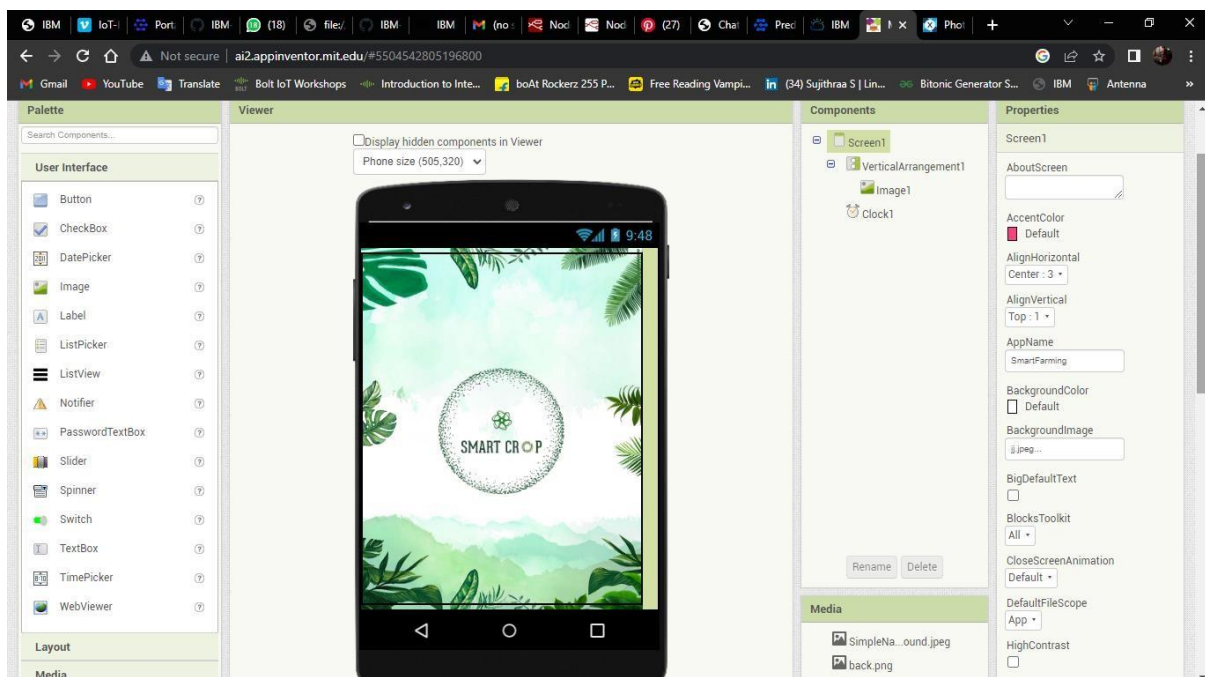 IBM IoT-I Port IBM (18) file:/ IBM- IBM (no s Nod Nod (27) Chat Pred IBM Phot
Not secure ai2.appinventor.mit.edu/#5504542805196800
Gmail YouTube Translate Bolt IoT Workshops Introduction to Inte... boAt Rockerz 255 P... Free Reading Vampi... (34) Sujithraa S | Lin... Bitonic Generator S... IBM Antenna »
Palette
Search Components...
User Interface
Button
CheckBox
DatePicker
Image
Label
ListPicker
ListView
Notifier
PasswordTextBox
Slider
Spinner
Switch
TextBox
TimePicker
WebViewer
Layout
Media
Viewer
Display hidden components in Viewer
Phone size (505,320)
9:48
SMART CROP
Components
Screen1
VerticalArrangement1
Image1
Clock1
Rename Delete
Media
SimpleNa...ound.jpeg
back.png
Properties
Screen1
AboutScreen
AccentColor
Default
AlignHorizontal
Center : 3
AlignVertical
Top : 1
AppName
SmartFarming
BackgroundColor
Default
BackgroundImage
jj.jpeg...
BigDefaultText
BlocksToolkit
All
CloseScreenAnimation
Default
DefaultFileScope
App
HighContrast